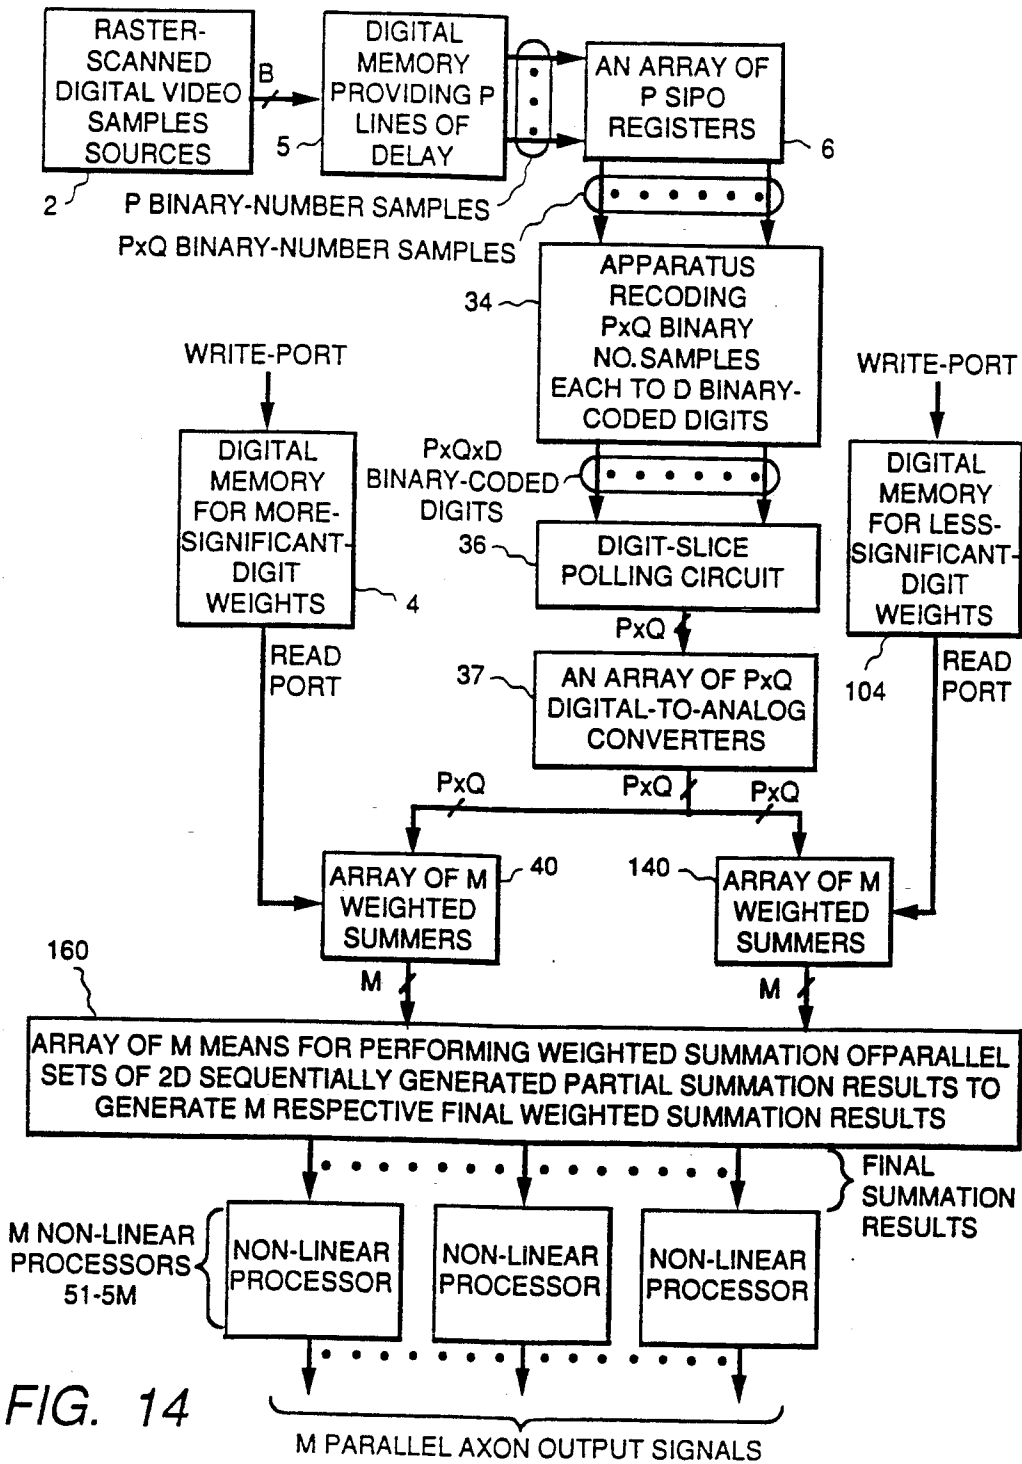 RASTER-
SCANNED
DIGITAL VIDEO
SAMPLES
SOURCES
2
B
DIGITAL
MEMORY
PROVIDING P
LINES OF
DELAY
5
AN ARRAY OF
P SIPO
REGISTERS
6
P BINARY-NUMBER SAMPLES
PxQ BINARY-NUMBER SAMPLES
34
APPARATUS
RECODING
PxQ BINARY
NO.SAMPLES
EACH TO D BINARY-
CODED DIGITS
WRITE-PORT
DIGITAL
MEMORY
FOR MORE-
SIGNIFICANT-
DIGIT
WEIGHTS
4
READ
PORT
PxQxD
BINARY-CODED
DIGITS
WRITE-PORT
DIGITAL
MEMORY
FOR LESS-
SIGNIFICANT-
DIGIT
WEIGHTS
104
READ
PORT
36
DIGIT-SLICE
POLLING CIRCUIT
PxQ
37
AN ARRAY OF PxQ
DIGITAL-TO-ANALOG
CONVERTERS
PxQ
PxQ
PxQ
ARRAY OF M
WEIGHTED
SUMMERS
40
140
ARRAY OF M
WEIGHTED
SUMMERS
M
M
160
ARRAY OF M MEANS FOR PERFORMING WEIGHTED SUMMATION OFPARALLEL
SETS OF 2D SEQUENTIALLY GENERATED PARTIAL SUMMATION RESULTS TO
GENERATE M RESPECTIVE FINAL WEIGHTED SUMMATION RESULTS
FINAL
SUMMATION
RESULTS
M NON-LINEAR
PROCESSORS
51-5M
NON-LINEAR
PROCESSOR
NON-LINEAR
PROCESSOR
NON-LINEAR
PROCESSOR
FIG. 14
M PARALLEL AXON OUTPUT SIGNALS